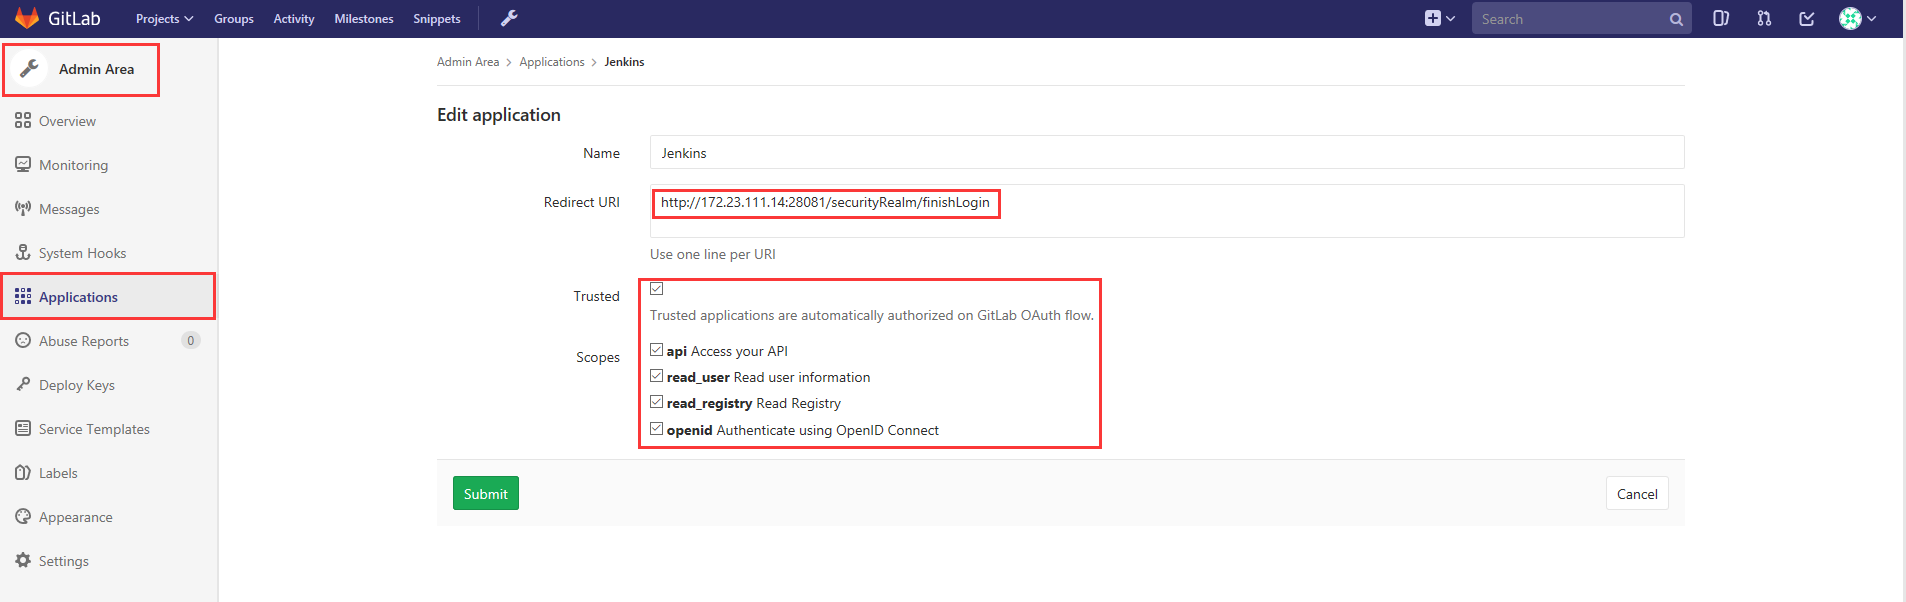 GitLab Projects Groups Activity Milestones Snippets Search
Admin Area
Overview
Monitoring
Messages
System Hooks
Applications
Abuse Reports 0
Deploy Keys
Service Templates
Labels
Appearance
Settings
Admin Area > Applications > Jenkins
Edit application
Name Jenkins
Redirect URI http://172.23.111.14:28081/securityRealm/finishLogin
Use one line per URI
Trusted
Trusted applications are automatically authorized on GitLab OAuth flow.
Scopes
api Access your API
read_user Read user information
read_registry Read Registry
openid Authenticate using OpenID Connect
Submit Cancel